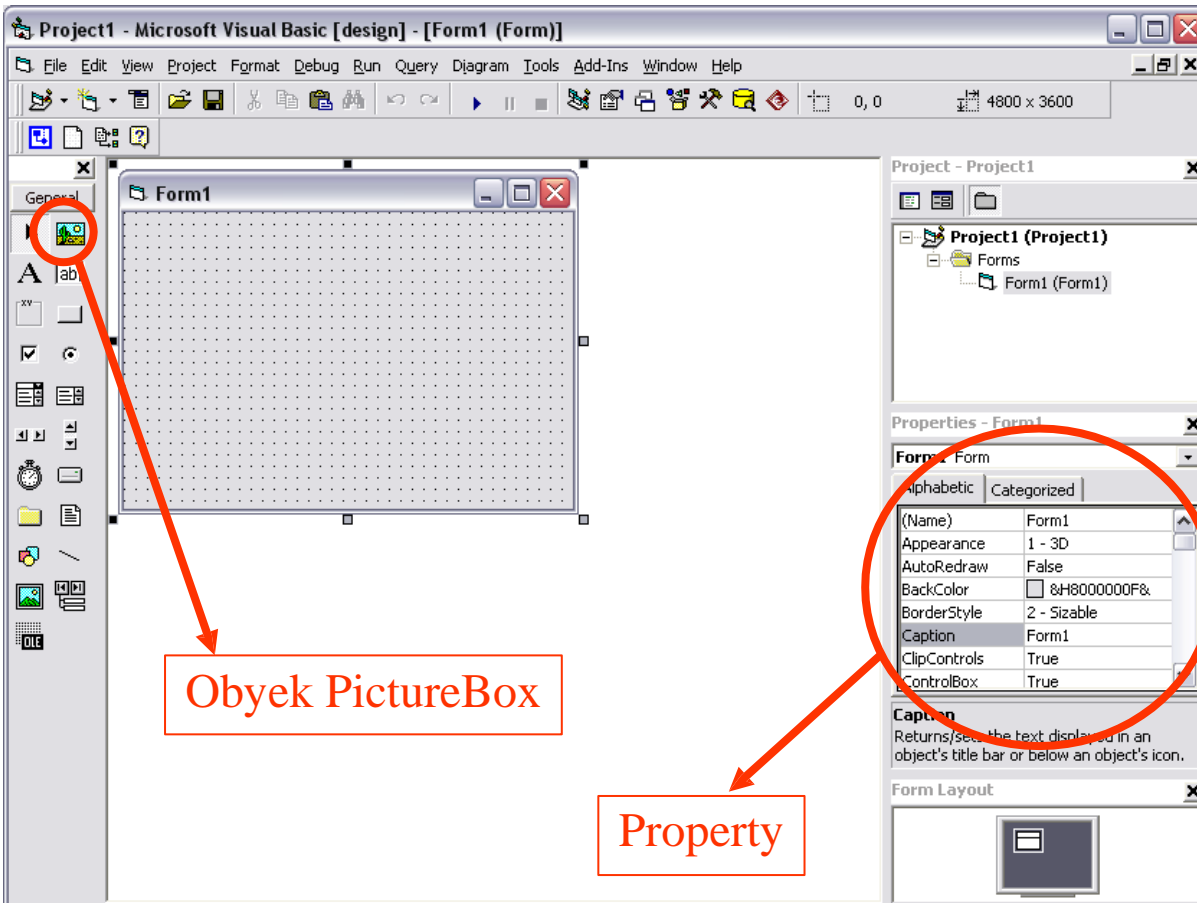 Project1 - Microsoft Visual Basic [design] - [Form1 (Form)]
File Edit View Project Format Debug Run Query Diagram Tools Add-Ins Window Help
0, 0 4800 x 3600
General
A ab|
xv
OLE
Form1
Obyek PictureBox
Property
Project - Project1
Project1 (Project1)
Forms
Form1 (Form1)
Properties - Form1
Form1 Form
Alphabetic Categorized
(Name) Form1
Appearance 1 - 3D
AutoRedraw False
BackColor &H8000000F&
BorderStyle 2 - Sizable
Caption Form1
ClipControls True
ControlBox True
Caption
Returns/sets the text displayed in an
object's title bar or below an object's icon.
Form Layout